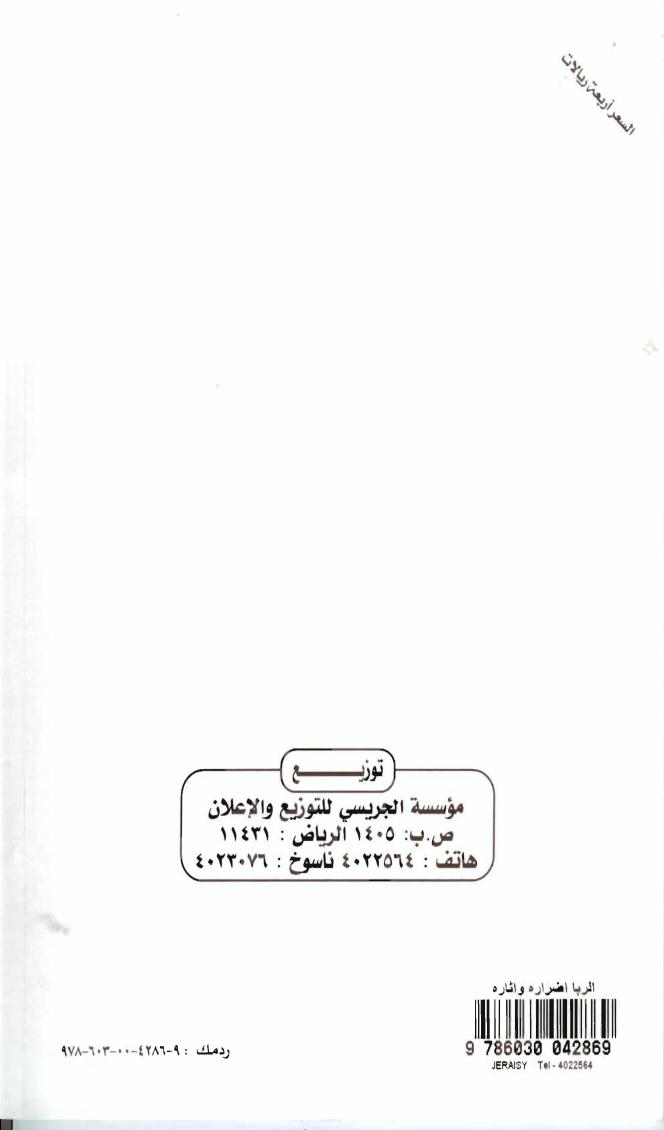 السعر أربعة ريالات
توزيع
مؤسسة الجريسي للتوزيع والإعلان
ص.ب: ١٤٠٥ الرياض : ١١٤٣١
هاتف : ٤٠٢٢٥٦٤ ناسوخ : ٤٠٢٣٠٧٦
الربا اضراره واثاره
9 786030 042869
JERAISY Tel - 4022564
ردمك : ٩-٤٢٨٦-٠٠-٦٠٣-٩٧٨